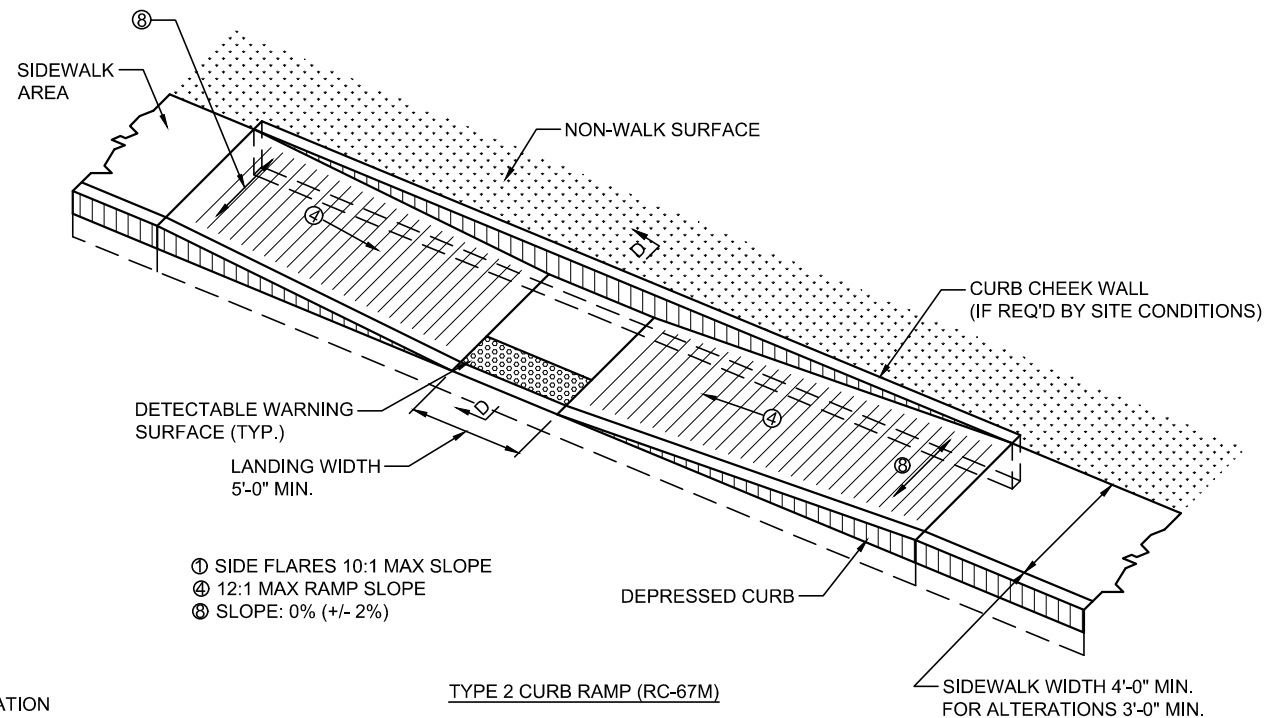 ⑧
SIDEWALK
AREA
NON-WALK SURFACE
④
D
CURB CHEEK WALL
(IF REQ'D BY SITE CONDITIONS)
DETECTABLE WARNING
SURFACE (TYP.)
D
④
LANDING WIDTH
5'-0" MIN.
⑧
① SIDE FLARES 10:1 MAX SLOPE
④ 12:1 MAX RAMP SLOPE
⑧ SLOPE: 0% (+/- 2%)
DEPRESSED CURB
TYPE 2 CURB RAMP (RC-67M)
SIDEWALK WIDTH 4'-0" MIN.
FOR ALTERATIONS 3'-0" MIN.